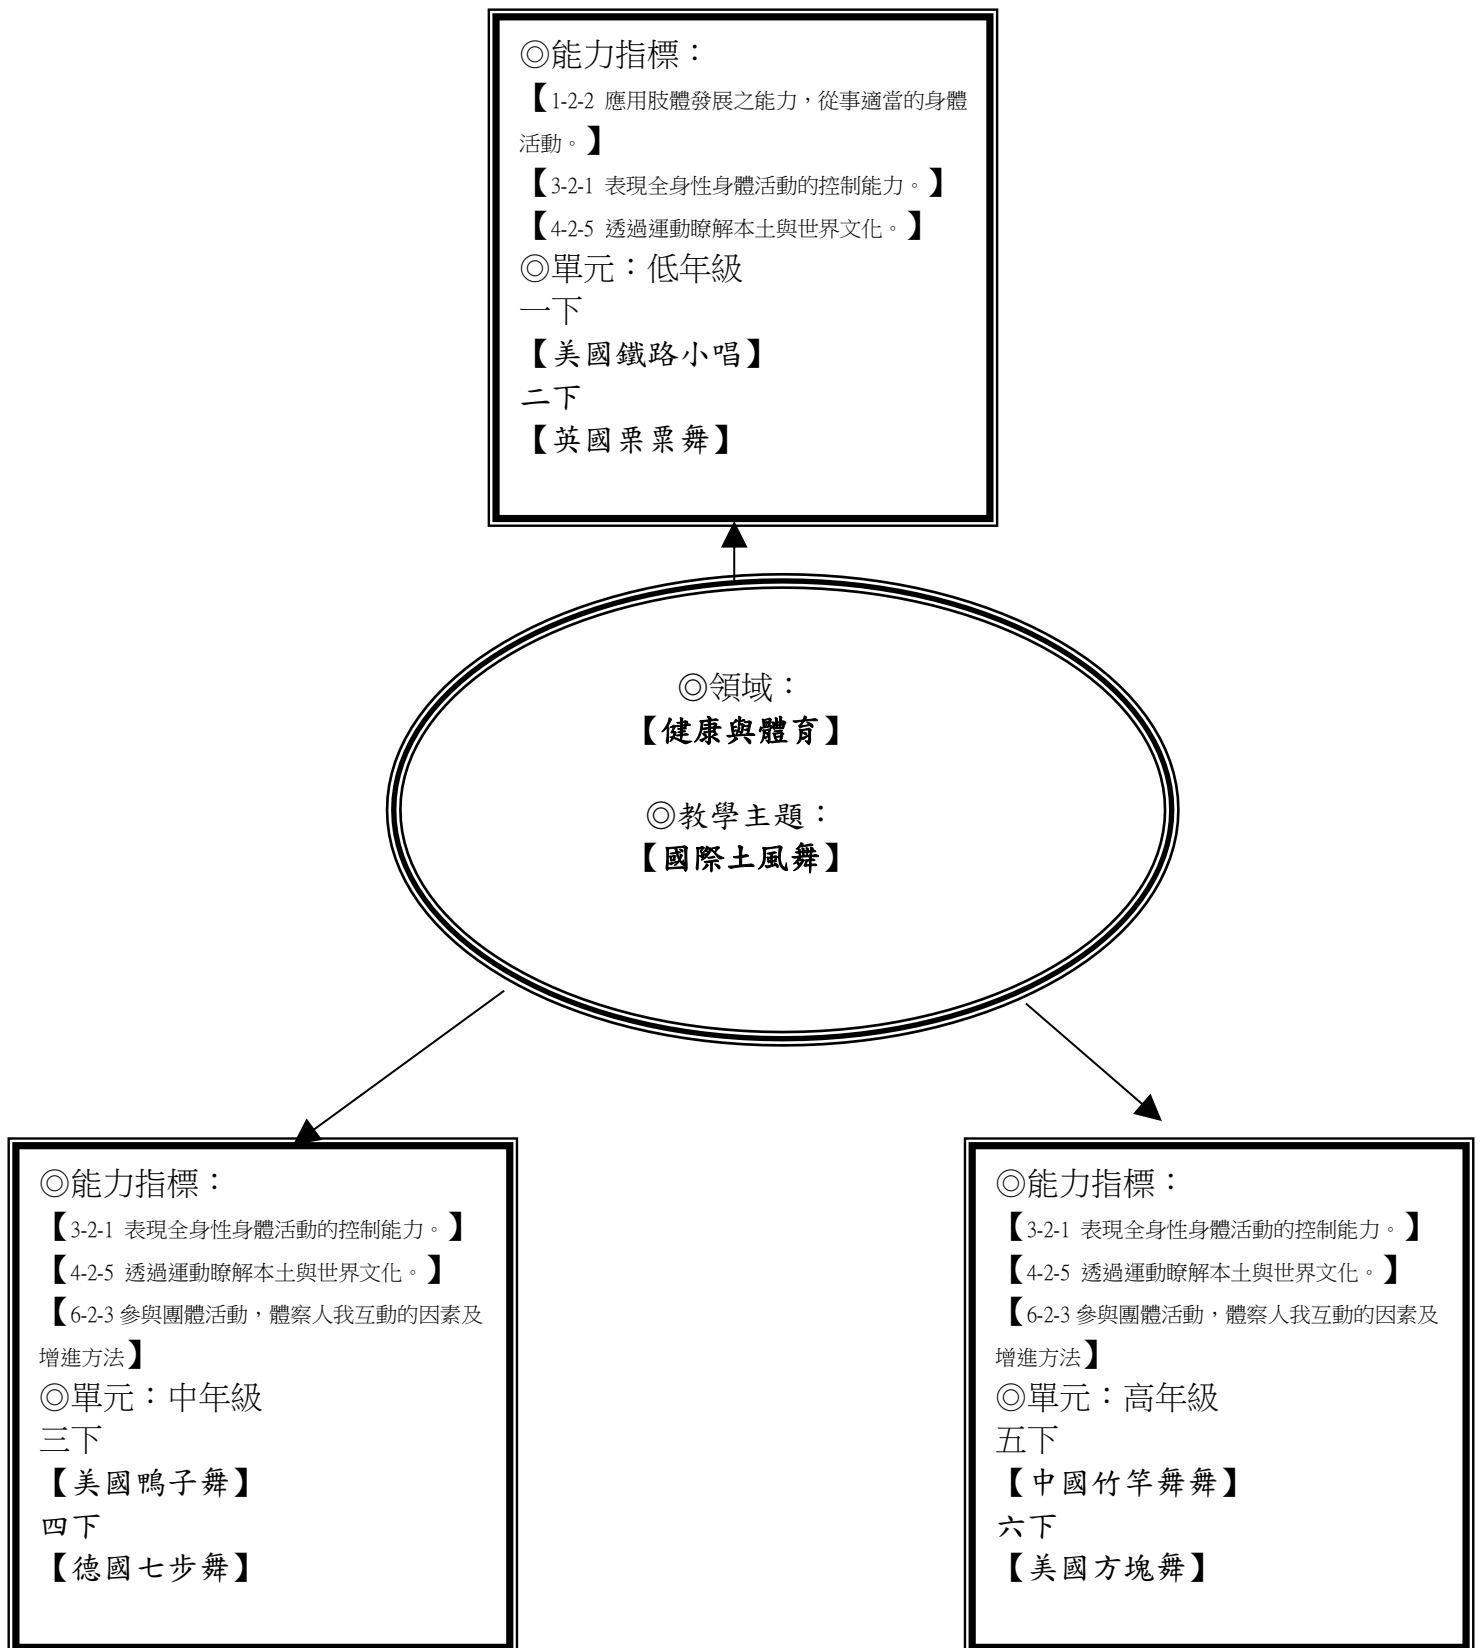 ◎能力指標：
【1-2-2 應用肢體發展之能力，從事適當的身體
活動。】
【3-2-1 表現全身性身體活動的控制能力。】
【4-2-5 透過運動瞭解本土與世界文化。】
◎單元：低年級
一下
【美國鐵路小唱】
二下
【英國栗栗舞】
◎領域：
【健康與體育】
◎教學主題：
【國際土風舞】
◎能力指標：
【3-2-1 表現全身性身體活動的控制能力。】
【4-2-5 透過運動瞭解本土與世界文化。】
【6-2-3 參與團體活動，體察人我互動的因素及
增進方法】
◎單元：中年級
三下
【美國鴨子舞】
四下
【德國七步舞】
◎能力指標：
【3-2-1 表現全身性身體活動的控制能力。】
【4-2-5 透過運動瞭解本土與世界文化。】
【6-2-3 參與團體活動，體察人我互動的因素及
增進方法】
◎單元：高年級
五下
【中國竹竿舞舞】
六下
【美國方塊舞】